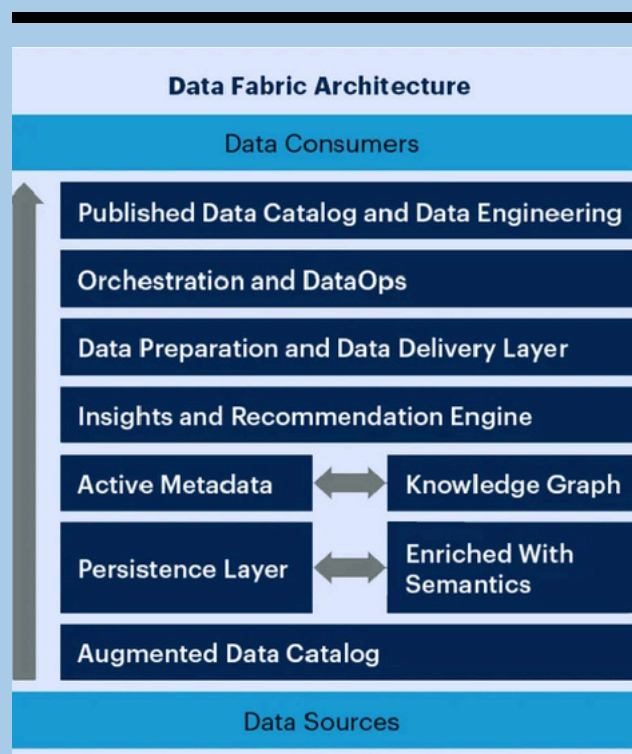 Data Fabric Architecture
Data Consumers
Published Data Catalog and Data Engineering
Orchestration and DataOps
Data Preparation and Data Delivery Layer
Insights and Recommendation Engine
Active Metadata
Knowledge Graph
Persistence Layer
Enriched With
Semantics
Augmented Data Catalog
Data Sources